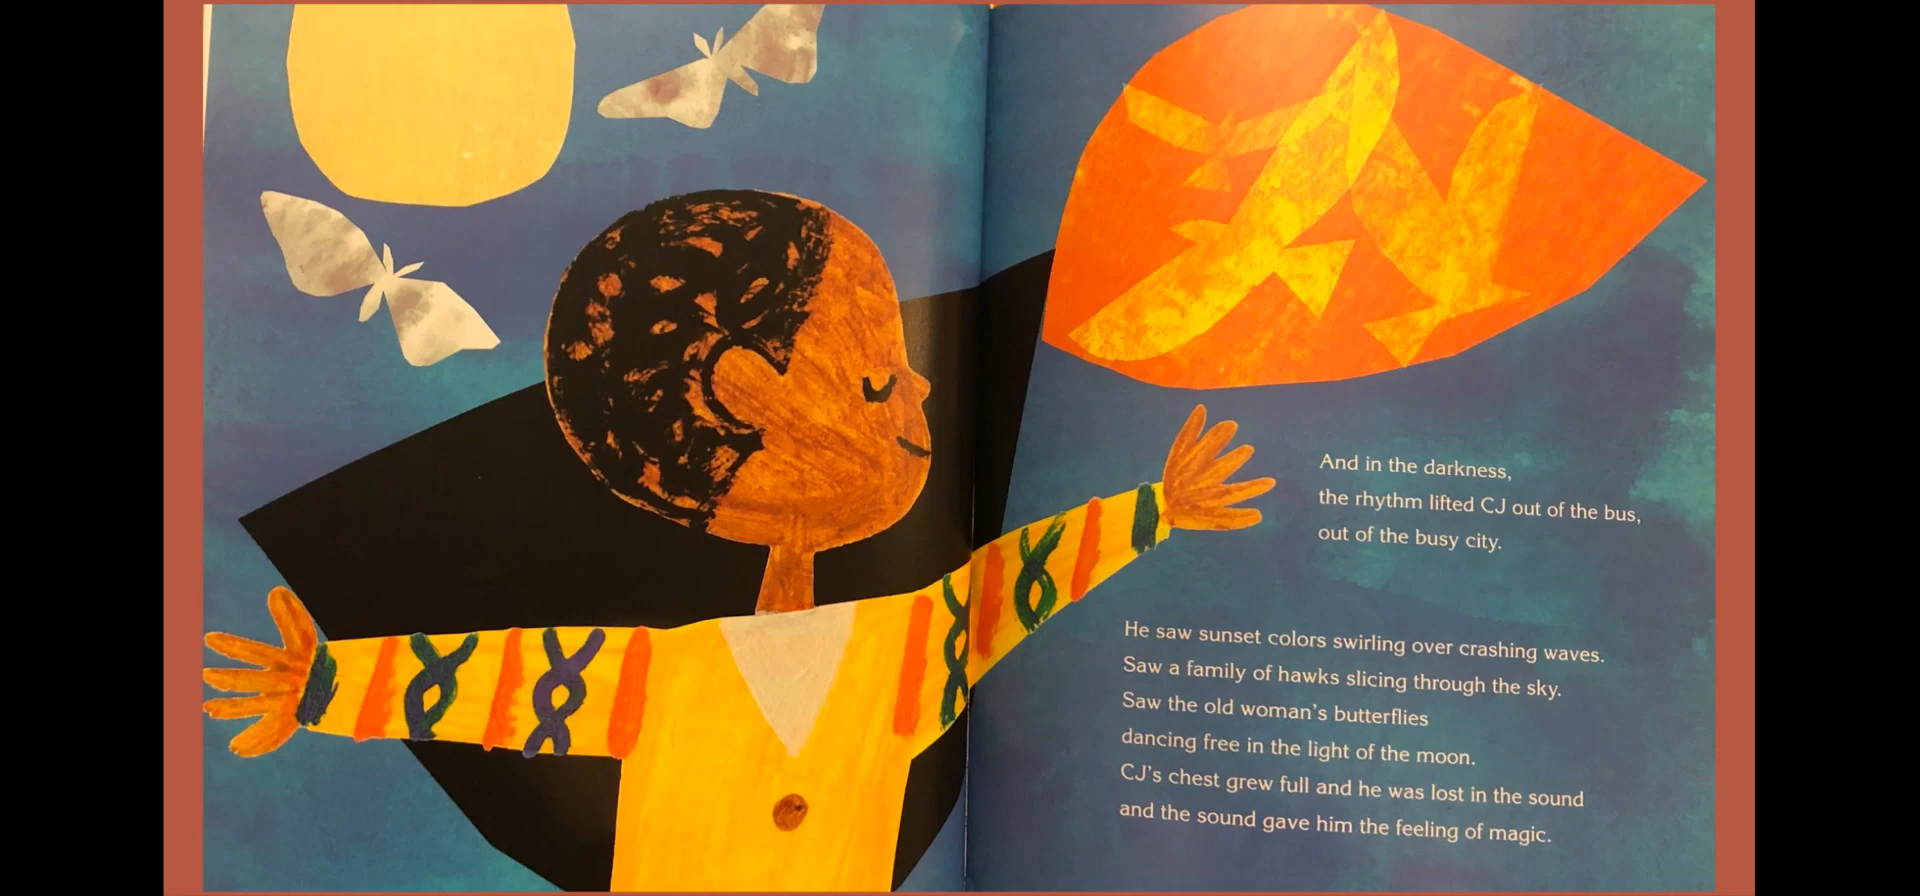 And in the darkness,
the rhythm lifted CJ out of the bus,
out of the busy city.
He saw sunset colors swirling over crashing waves.
Saw a family of hawks slicing through the sky.
Saw the old woman's butterflies
dancing free in the light of the moon.
CJ's chest grew full and he was lost in the sound
and the sound gave him the feeling of magic.